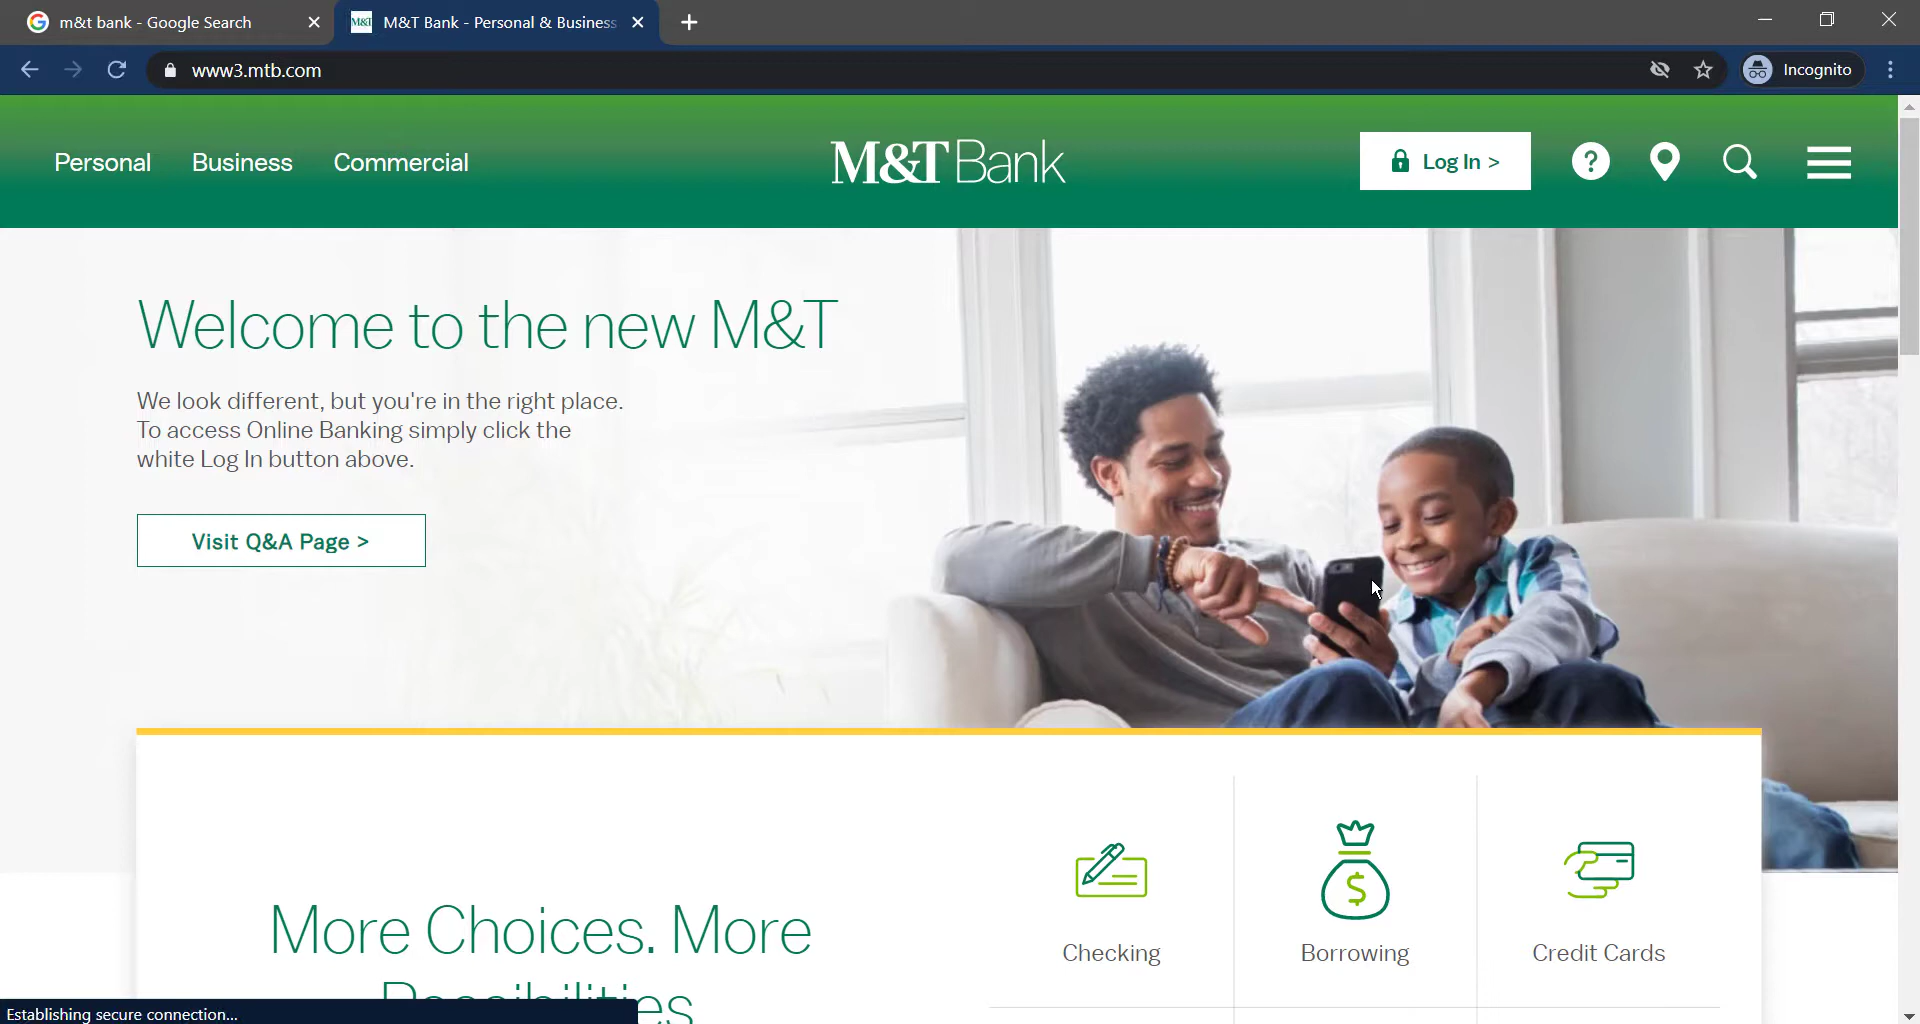 m&t bank - Google Search
M&T Bank - Personal & Business
www3.mtb.com
Incognito
Personal Business Commercial
M&T Bank
Log In >
?
Welcome to the new M&T
We look different, but you're in the right place.
To access Online Banking simply click the
white Log In button above.
Visit Q&A Page >
$
Checking
Borrowing
Credit Cards
More Choices. More
Possibilities
Establishing secure connection...